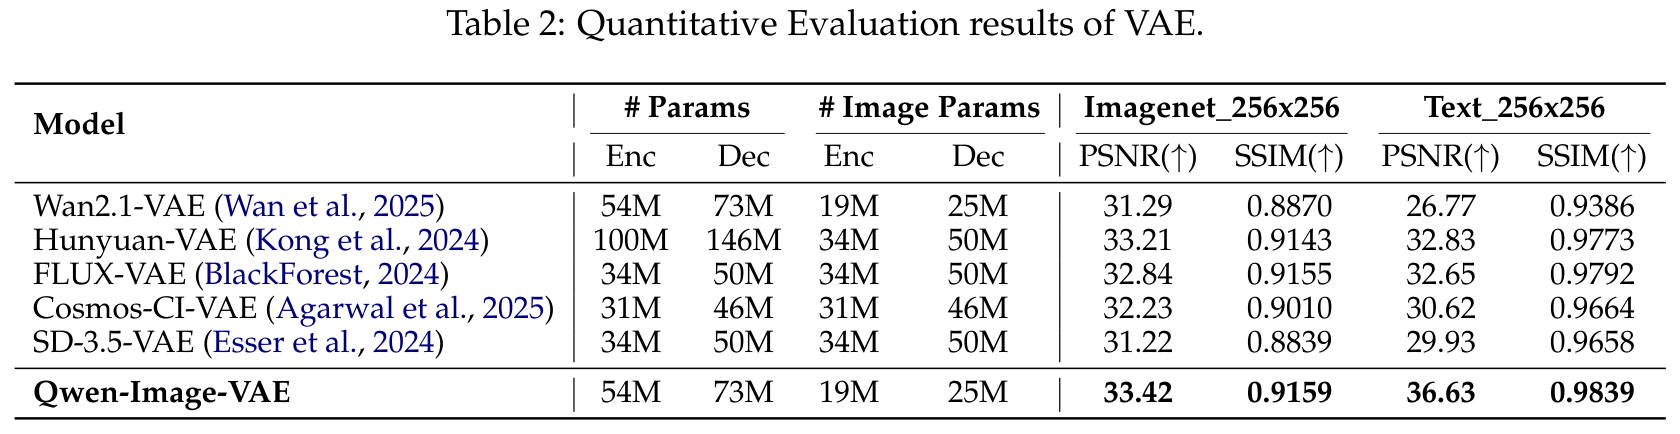 Table 2: Quantitative Evaluation results of VAE.
Model # Params # Image Params Imagenet_256x256 Text_256x256
Enc Dec Enc Dec PSNR(↑) SSIM(↑) PSNR(↑) SSIM(↑)
Wan2.1-VAE (Wan et al., 2025) 54M 73M 19M 25M 31.29 0.8870 26.77 0.9386
Hunyuan-VAE (Kong et al., 2024) 100M 146M 34M 50M 33.21 0.9143 32.83 0.9773
FLUX-VAE (BlackForest, 2024) 34M 50M 34M 50M 32.84 0.9155 32.65 0.9792
Cosmos-CI-VAE (Agarwal et al., 2025) 31M 46M 31M 46M 32.23 0.9010 30.62 0.9664
SD-3.5-VAE (Esser et al., 2024) 34M 50M 34M 50M 31.22 0.8839 29.93 0.9658
Qwen-Image-VAE 54M 73M 19M 25M 33.42 0.9159 36.63 0.9839